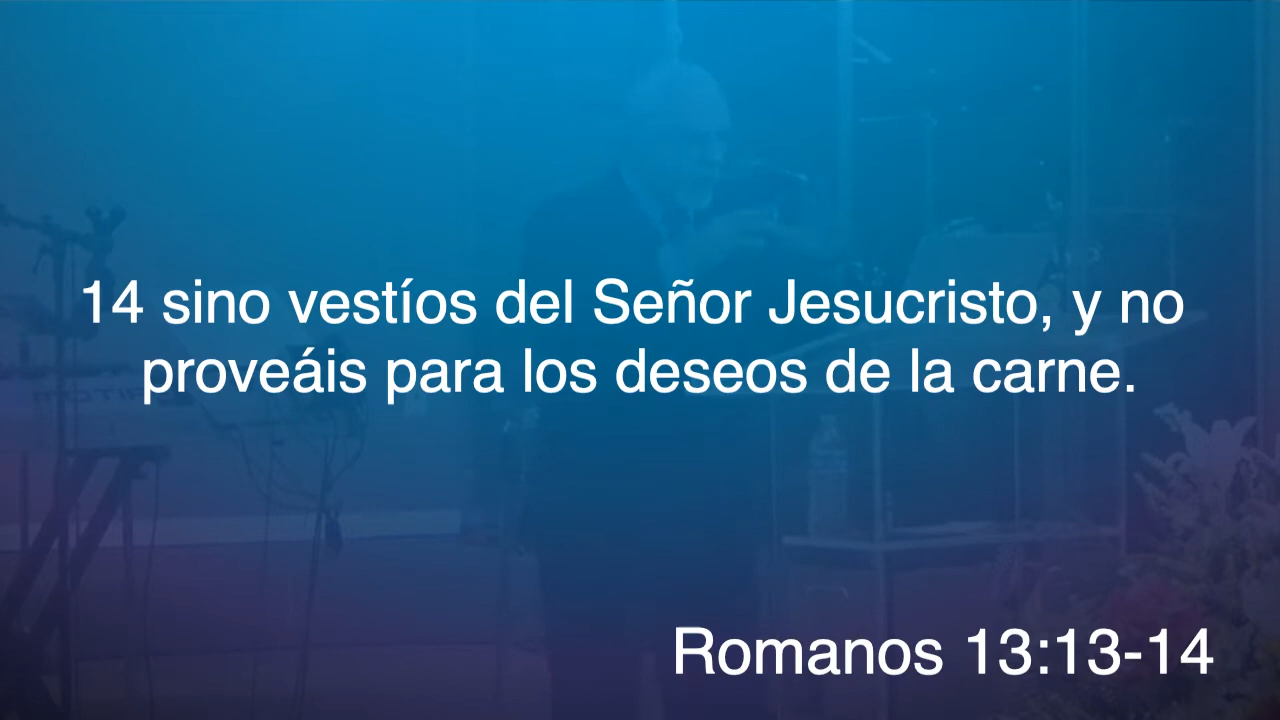 14 sino vestíos del Señor Jesucristo, y no
proveáis para los deseos de la carne.
Romanos 13:13-14